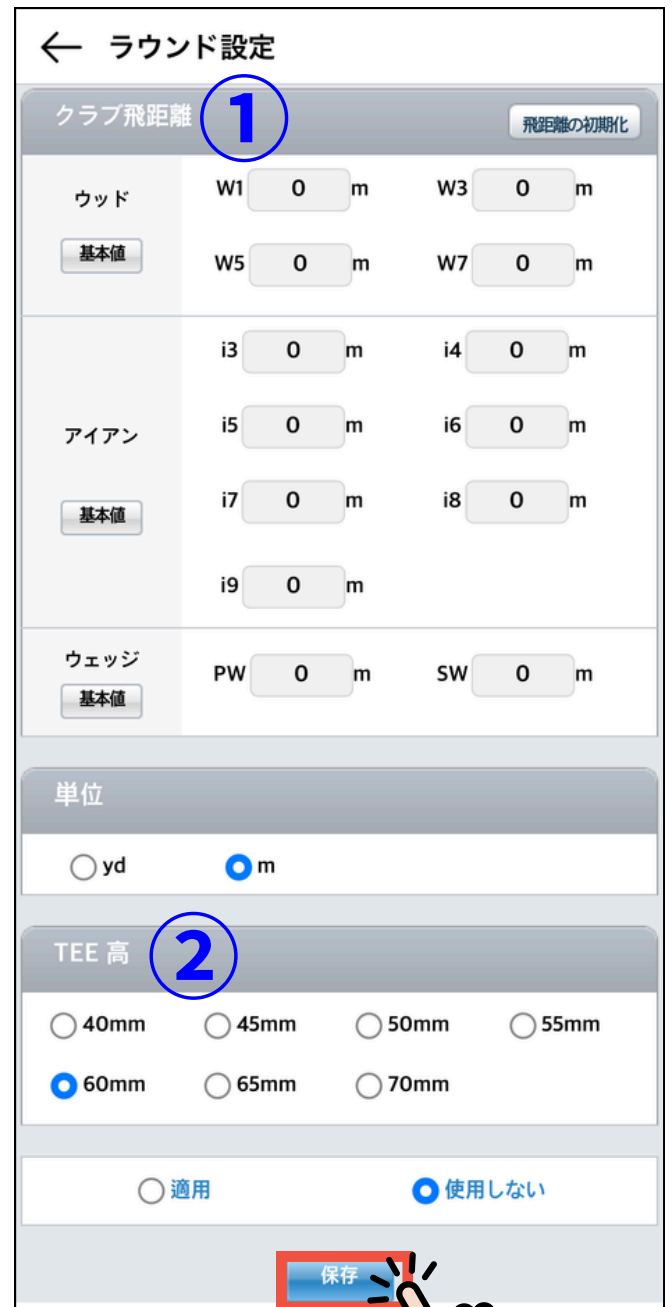 ← ラウンド設定
クラブ飛距離 ① 飛距離の初期化
ウッド
基本値
W1 0 m W3 0 m
W5 0 m W7 0 m
アイアン
基本値
i3 0 m i4 0 m
i5 0 m i6 0 m
i7 0 m i8 0 m
i9 0 m
ウェッジ
基本値
PW 0 m SW 0 m
単位
yd m
TEE 高 ②
40mm 45mm 50mm 55mm
60mm 65mm 70mm
適用 使用しない
保存